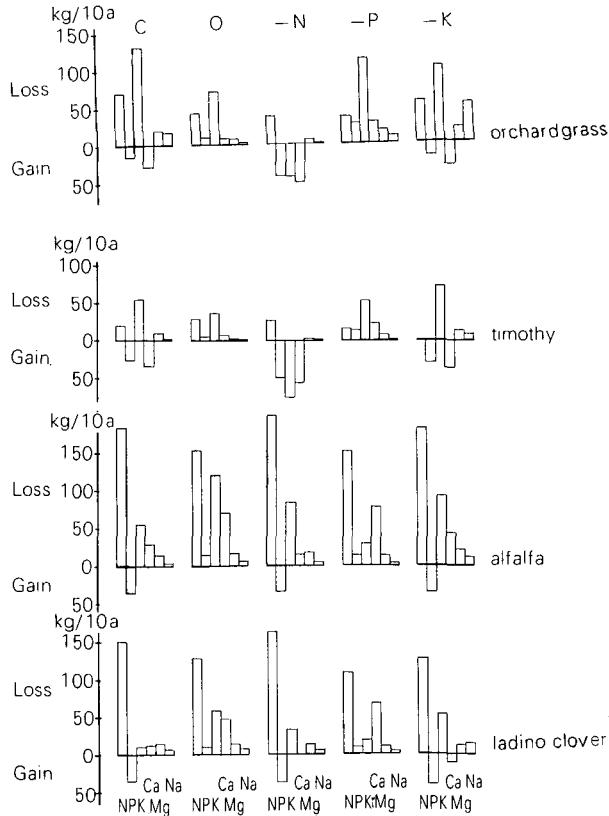 kg/10a
C O -N -P -K
150
100
Loss 50
0
Gain 50
orchardgrass
kg/10a
100
Loss 50
0
Gain 50
timothy
kg/10a
150
100
Loss 50
0
Gain 50
alfalfa
kg/10a
150
100
Loss 50
0
Gain 50
ladino clover
Ca Na Ca Na Ca Na Ca Na Ca Na
NPK Mg NPK Mg NPK Mg NPK Mg NPK Mg